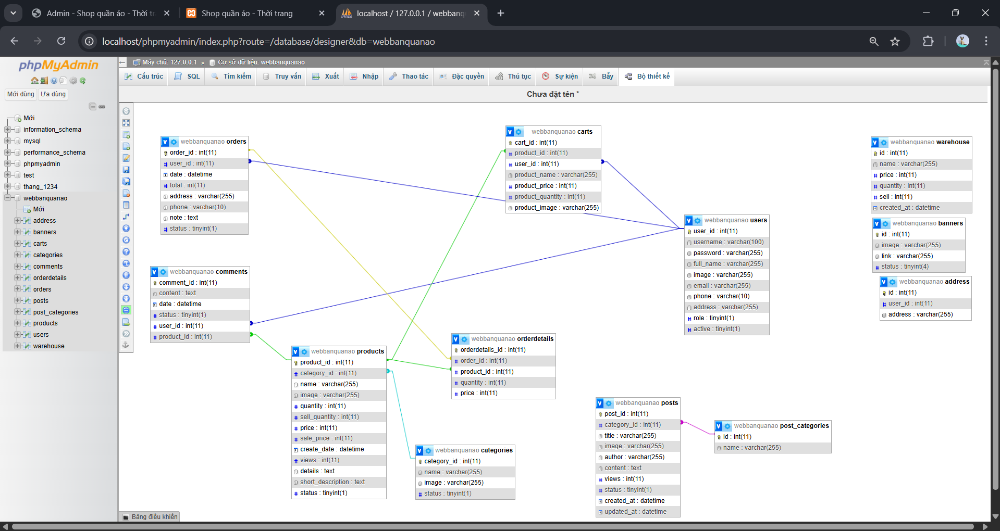 Admin - Shop quần áo - Thời tr
Shop quần áo - Thời trang
localhost / 127.0.0.1 / webbanq
localhost/phpmyadmin/index.php?route=/database/designer&db=webbanquanao
phpMyAdmin
Mới dùng
Ưa dùng
Mới
information_schema
mysql
performance_schema
phpmyadmin
test
thang_1234
webbanquanao
Mới
address
banners
carts
categories
comments
orderdetails
orders
posts
post_categories
products
users
warehouse
Máy chủ: 127.0.0.1 » Cơ sở dữ liệu: webbanquanao
Cấu trúc
SQL
Tìm kiếm
Truy vấn
Xuất
Nhập
Thao tác
Đặc quyền
Thủ tục
Sự kiện
Bẫy
Bộ thiết kế
Chưa đặt tên *
webbanquanao orders
order_id : int(11)
user_id : int(11)
date : datetime
total : int(11)
address : varchar(255)
phone : varchar(10)
note : text
status : tinyint(1)
webbanquanao carts
cart_id : int(11)
product_id : int(11)
user_id : int(11)
product_name : varchar(255)
product_price : int(11)
product_quantity : int(11)
product_image : varchar(255)
webbanquanao warehouse
id : int(11)
name : varchar(255)
price : int(11)
quantity : int(11)
sell : int(11)
created_at : datetime
webbanquanao users
user_id : int(11)
username : varchar(100)
password : varchar(255)
full_name : varchar(255)
image : varchar(255)
email : varchar(255)
phone : varchar(10)
address : varchar(255)
role : tinyint(1)
active : tinyint(1)
webbanquanao banners
id : int(11)
image : varchar(255)
link : varchar(255)
status : tinyint(4)
webbanquanao address
id : int(11)
user_id : int(11)
address : varchar(255)
webbanquanao comments
comment_id : int(11)
content : text
date : datetime
status : tinyint(1)
user_id : int(11)
product_id : int(11)
webbanquanao products
product_id : int(11)
category_id : int(11)
name : varchar(255)
image : varchar(255)
quantity : int(11)
sell_quantity : int(11)
price : int(11)
sale_price : int(11)
create_date : datetime
views : int(11)
details : text
short_description : text
status : tinyint(1)
webbanquanao orderdetails
orderdetails_id : int(11)
order_id : int(11)
product_id : int(11)
quantity : int(11)
price : int(11)
webbanquanao categories
category_id : int(11)
name : varchar(255)
image : varchar(255)
status : tinyint(1)
webbanquanao posts
post_id : int(11)
category_id : int(11)
title : varchar(255)
image : varchar(255)
author : varchar(255)
content : text
views : int(11)
status : tinyint(1)
created_at : datetime
updated_at : datetime
webbanquanao post_categories
id : int(11)
name : varchar(255)
Bảng điều khiển